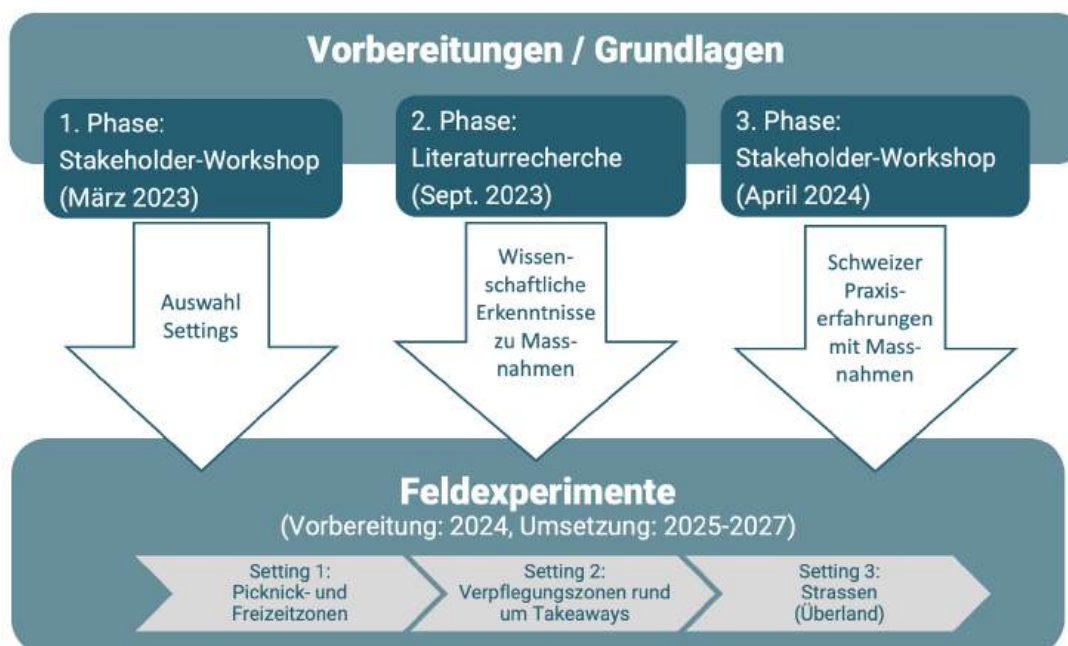 Vorbereitungen / Grundlagen
1. Phase:
Stakeholder-Workshop
(März 2023)
2. Phase:
Literaturrecherche
(Sept. 2023)
3. Phase:
Stakeholder-Workshop
(April 2024)
Auswahl
Settings
Wissen-
schaftliche
Erkenntnisse
zu Mass-
nahmen
Schweizer
Praxis-
erfahrungen
mit Mass-
nahmen
Feldexperimente
(Vorbereitung: 2024, Umsetzung: 2025-2027)
Setting 1:
Picknick- und
Freizeitzonen
Setting 2:
Verpflegungszonen rund
um Takeaways
Setting 3:
Strassen
(Überland)